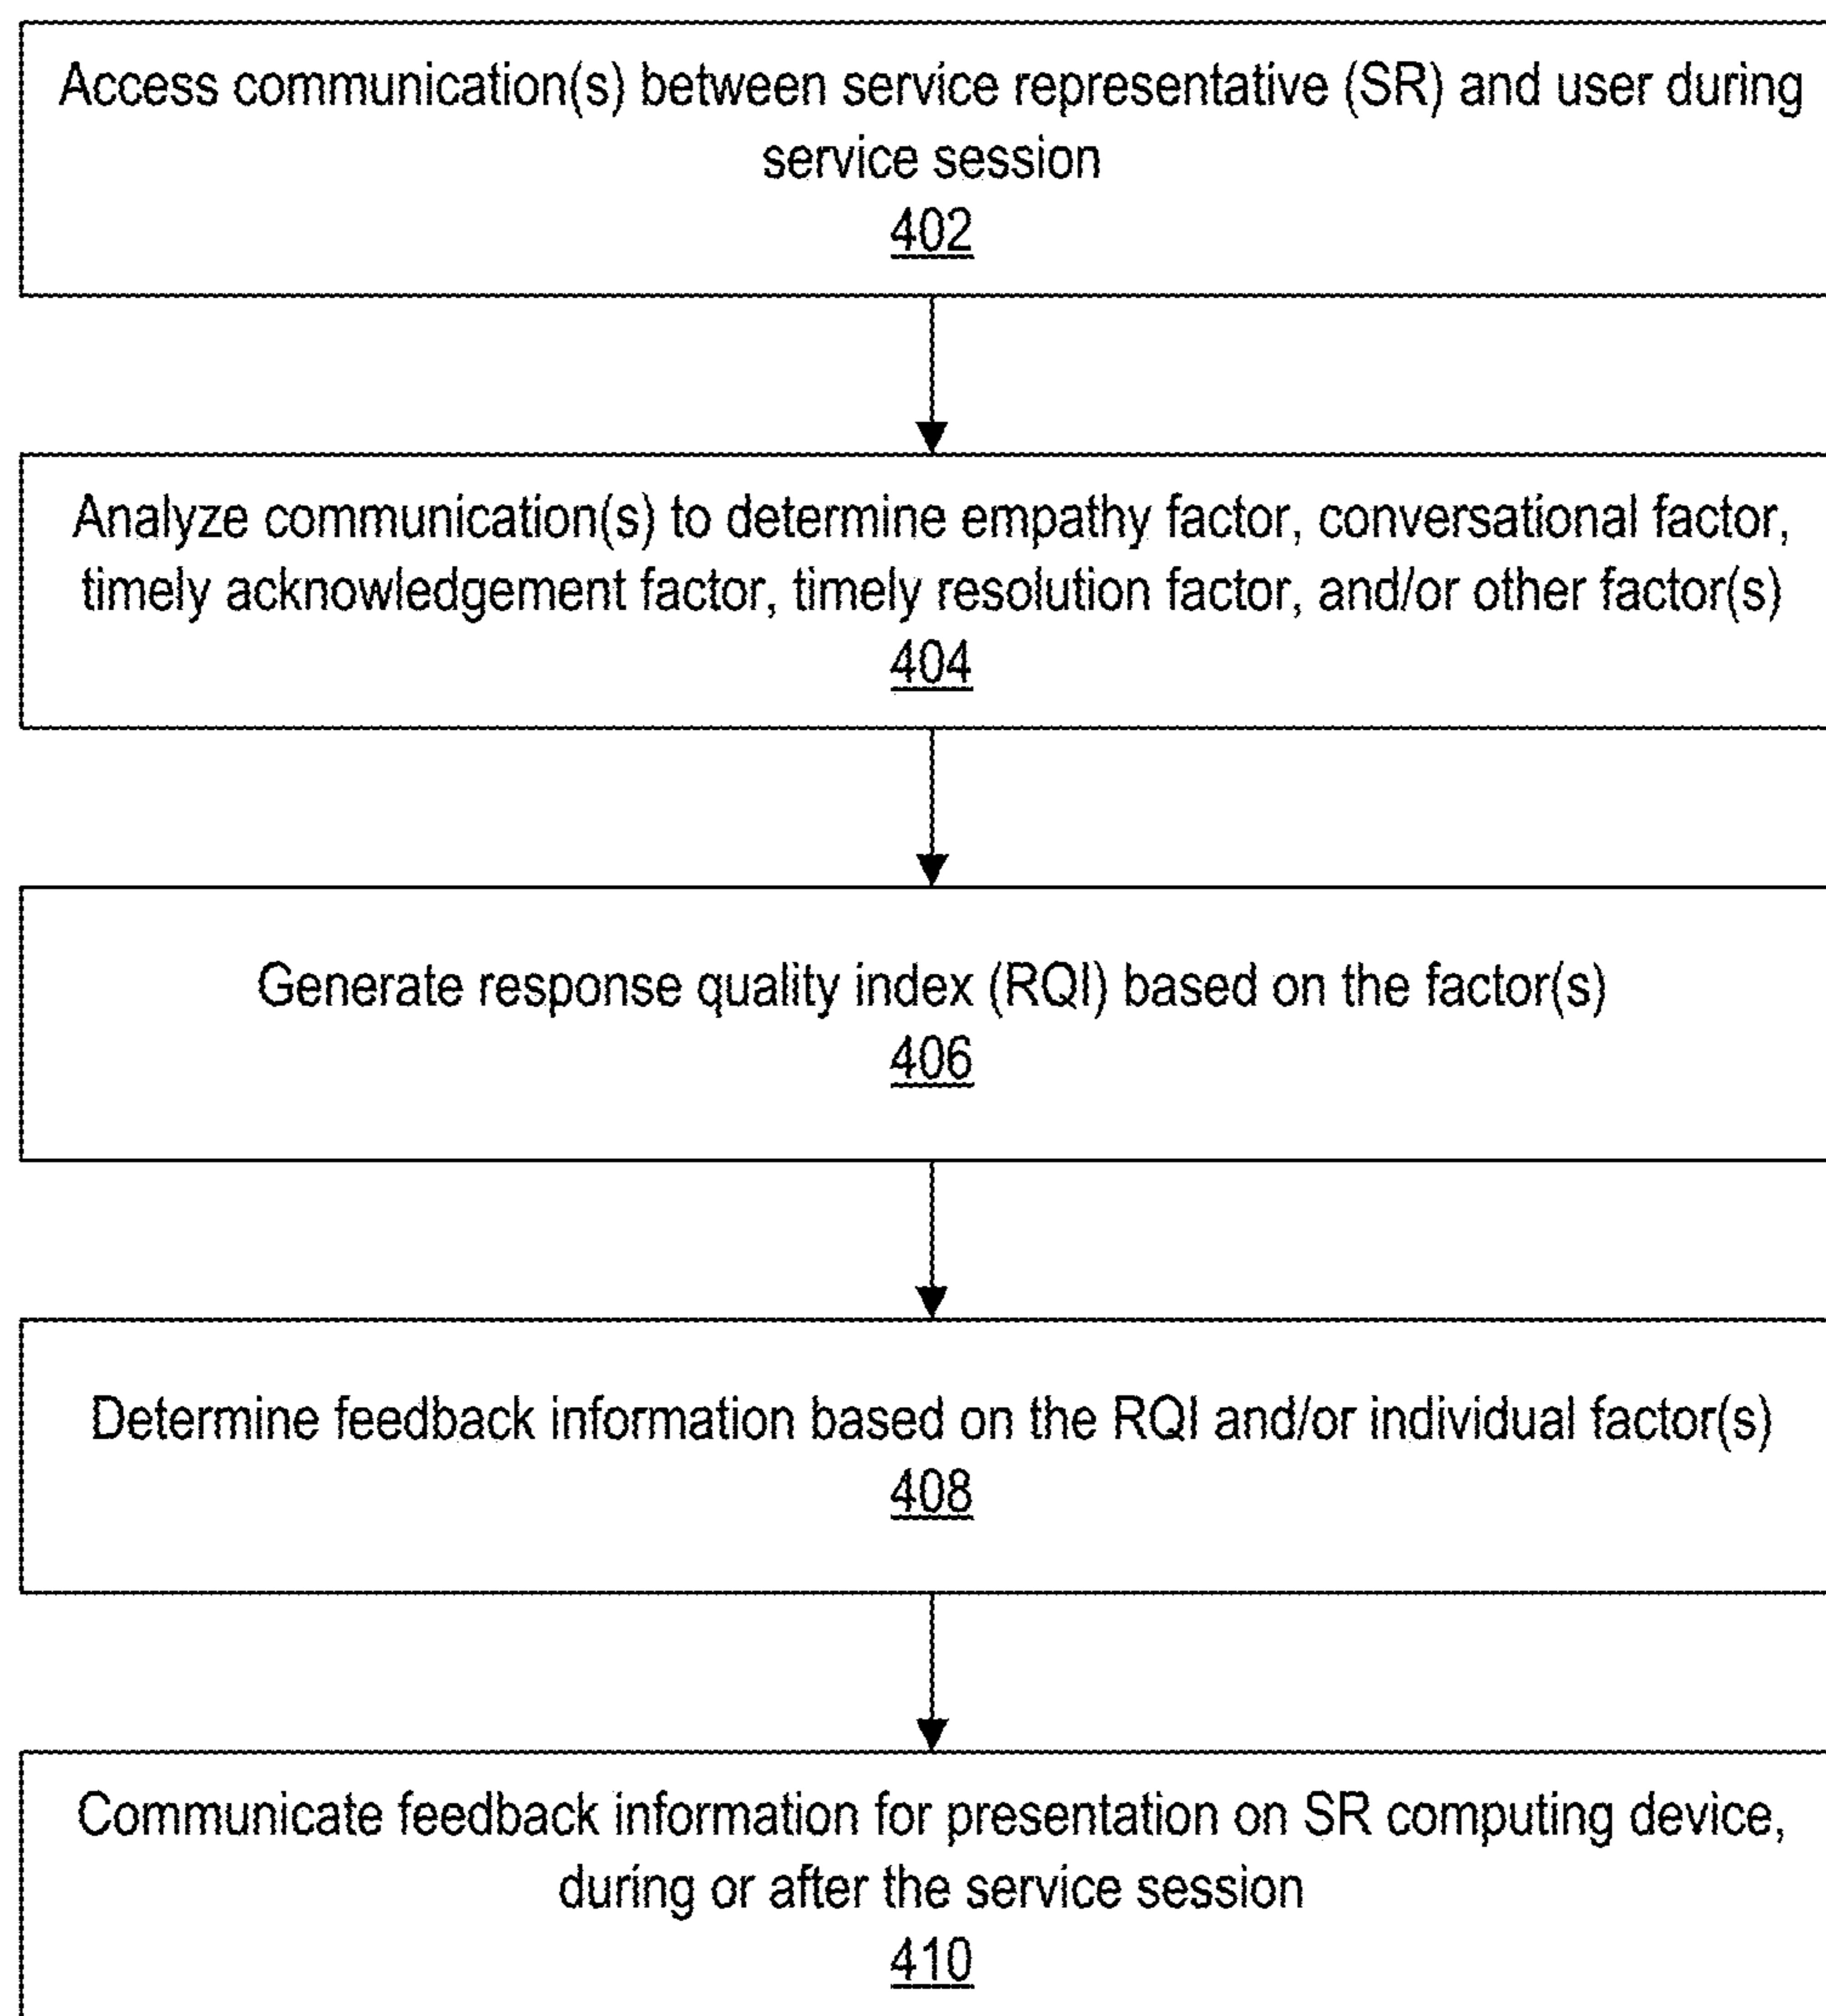 Access communication(s) between service representative (SR) and user during
service session
402
Analyze communication(s) to determine empathy factor, conversational factor,
timely acknowledgement factor, timely resolution factor, and/or other factor(s)
404
Generate response quality index (RQI) based on the factor(s)
406
Determine feedback information based on the RQI and/or individual factor(s)
408
Communicate feedback information for presentation on SR computing device,
during or after the service session
410